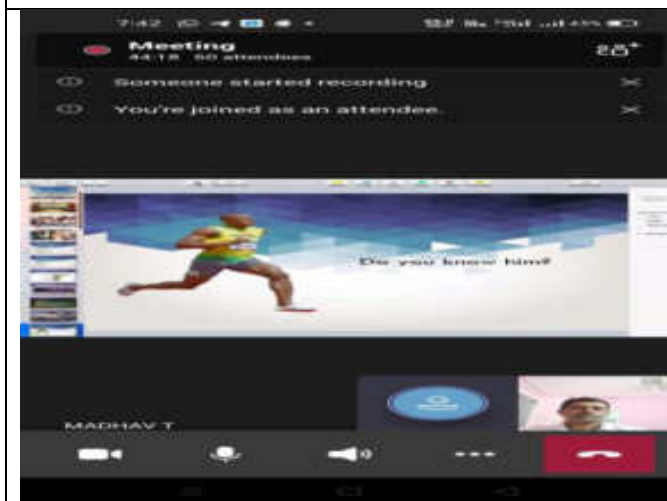 7:42
Meeting
44:18 60 attendees
Someone started recording
You're joined as an attendee.
Do you know him?
MADHAV T